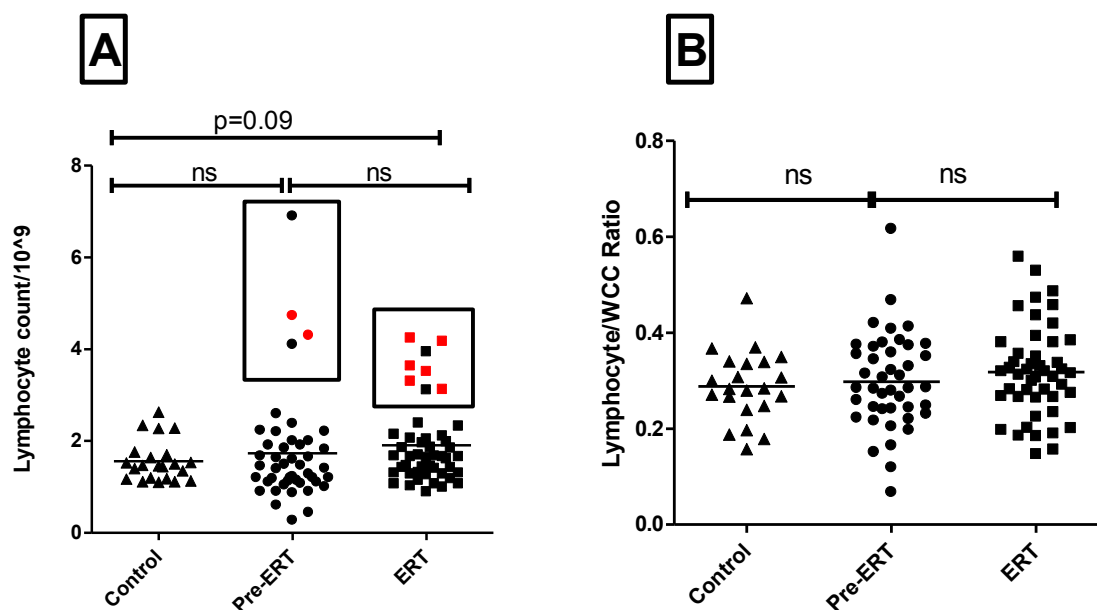 A
p=0.09
ns ns
Lymphocyte count/10^9
8
6
4
2
0
Control Pre-ERT ERT
B
ns ns
Lymphocyte/WCC Ratio
0.8
0.6
0.4
0.2
0.0
Control Pre-ERT ERT